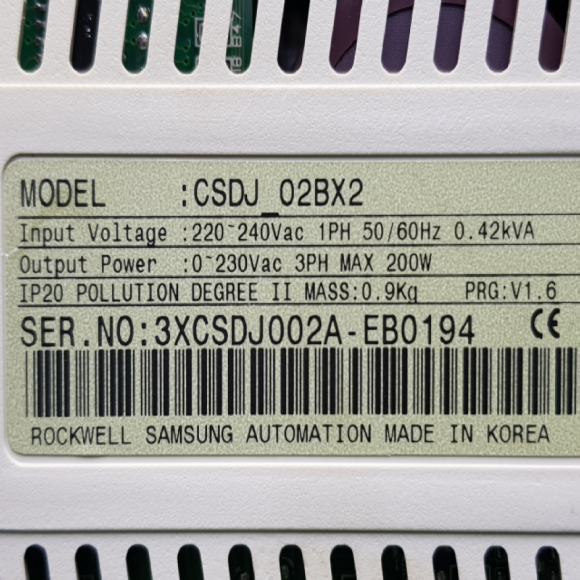 8 B47
MODEL :CSDJ_02BX2
Input Voltage :220~240Vac 1PH 50/60Hz 0.42kVA
Output Power :0~230Vac 3PH MAX 200W
IP20 POLLUTION DEGREE II MASS:0.9Kg PRG:V1.6
SER.NO:3XCSDJ002A-EB0194 CE
ROCKWELL SAMSUNG AUTOMATION MADE IN KOREA